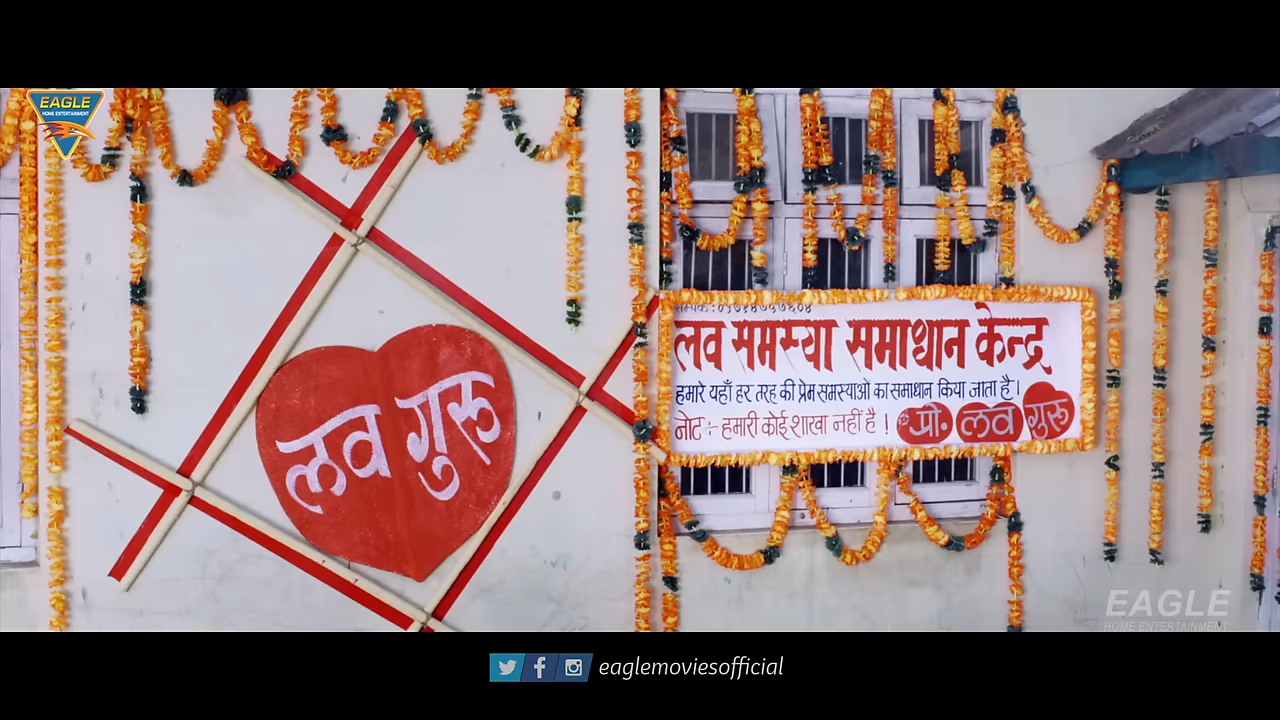 EAGLE
HOME ENTERTAINMENT
लव गुरू
लव समस्या समाधान केन्द्र
हमारे यहाँ हर तरह की प्रेम समस्याओं का समाधान किया जाता है।
नोट :- हमारी कोई शाखा नहीं है !
प्रो. लव गुरू
EAGLE
HOME ENTERTAINMENT
eaglemoviesofficial